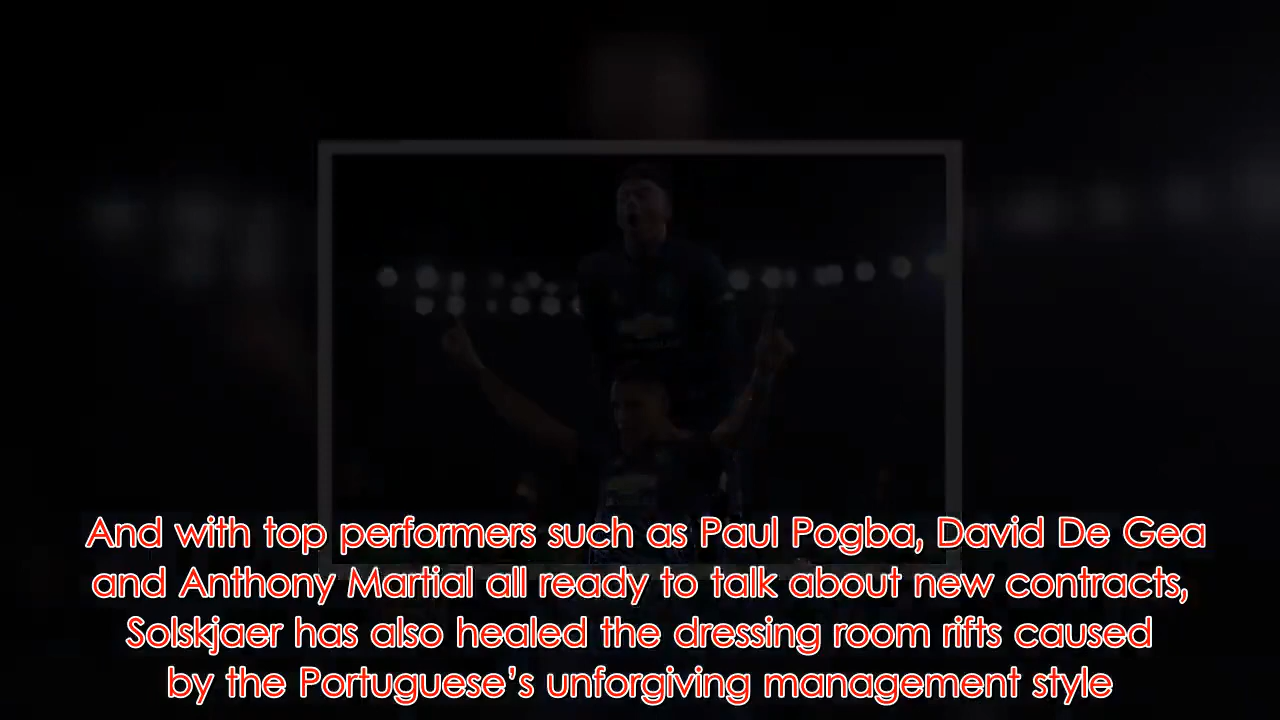 And with top performers such as Paul Pogba, David De Gea
and Anthony Martial all ready to talk about new contracts,
Solskjaer has also healed the dressing room rifts caused
by the Portuguese’s unforgiving management style